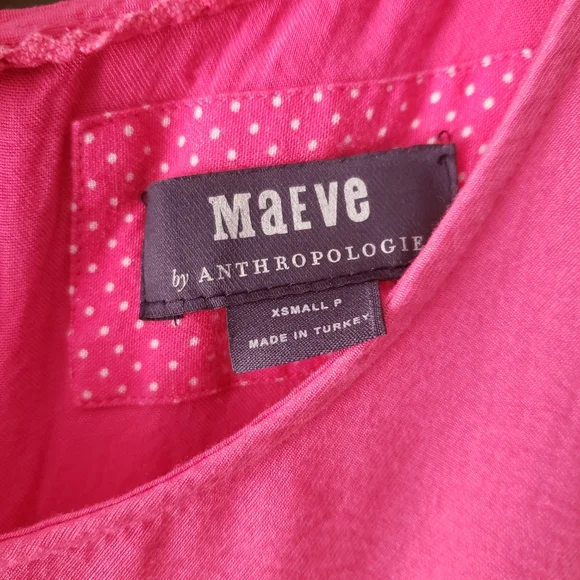 MaEve
by ANTHROPOLOGIE
XSMALL P
MADE IN TURKEY